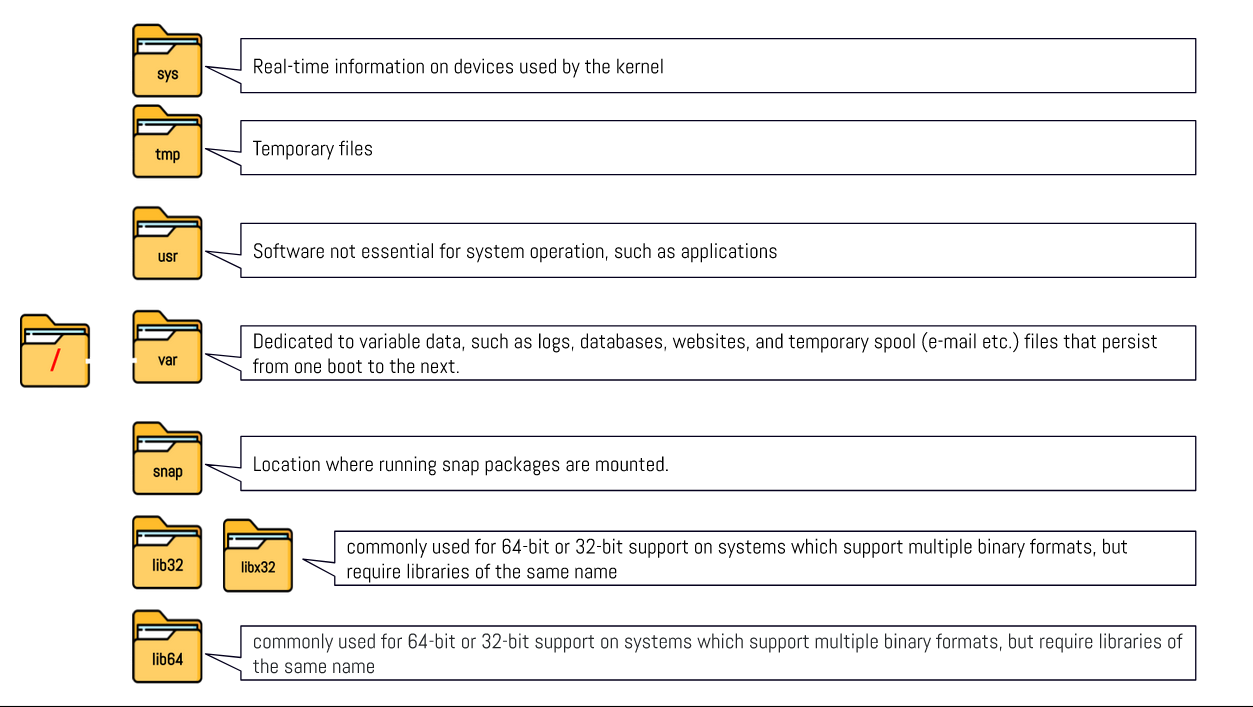 sys
Real-time information on devices used by the kernel
tmp
Temporary files
usr
Software not essential for system operation, such as applications
/
var
Dedicated to variable data, such as logs, databases, websites, and temporary spool (e-mail etc.) files that persist
from one boot to the next.
snap
Location where running snap packages are mounted.
lib32
libx32
commonly used for 64-bit or 32-bit support on systems which support multiple binary formats, but
require libraries of the same name
lib64
commonly used for 64-bit or 32-bit support on systems which support multiple binary formats, but require libraries of
the same name